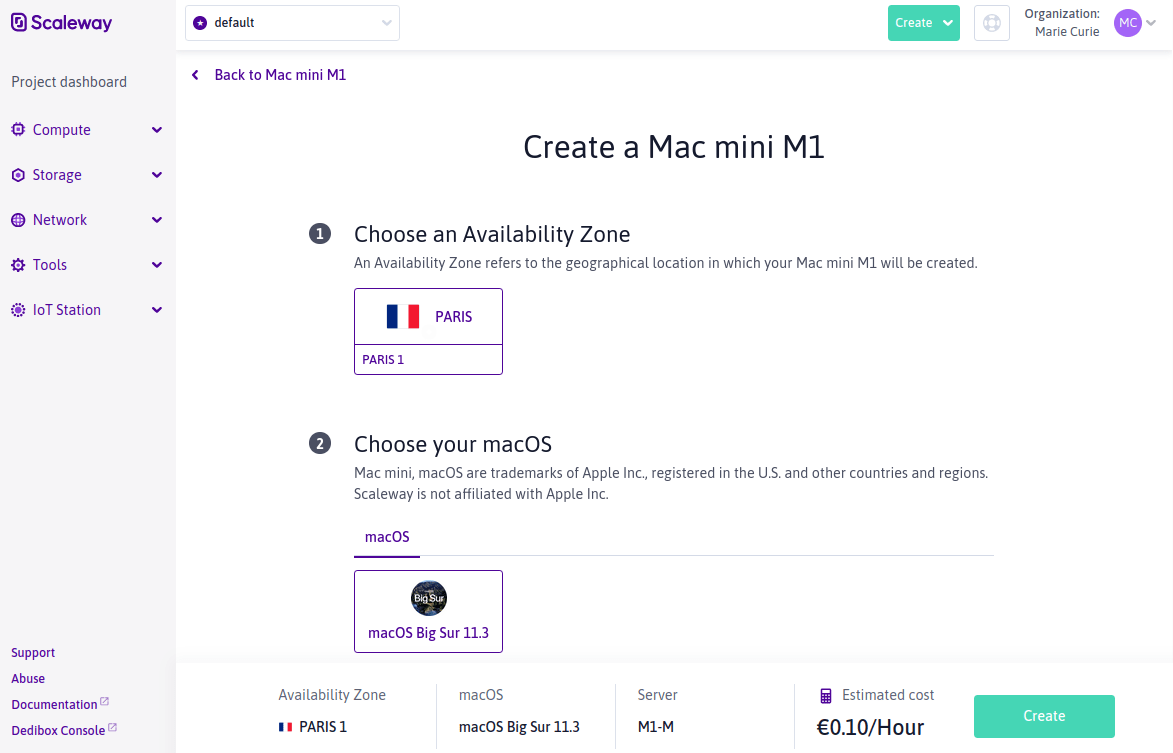 Scaleway
default
Create
Organization:
Marie Curie
MC
Project dashboard
Compute
Storage
Network
Tools
IoT Station
Support
Abuse
Documentation
Dedibox Console
Back to Mac mini M1
Create a Mac mini M1
1
Choose an Availability Zone
An Availability Zone refers to the geographical location in which your Mac mini M1 will be created.
PARIS
PARIS 1
2
Choose your macOS
Mac mini, macOS are trademarks of Apple Inc., registered in the U.S. and other countries and regions.
Scaleway is not affiliated with Apple Inc.
macOS
Big Sur
macOS Big Sur 11.3
Availability Zone
PARIS 1
macOS
macOS Big Sur 11.3
Server
M1-M
Estimated cost
€0.10/Hour
Create